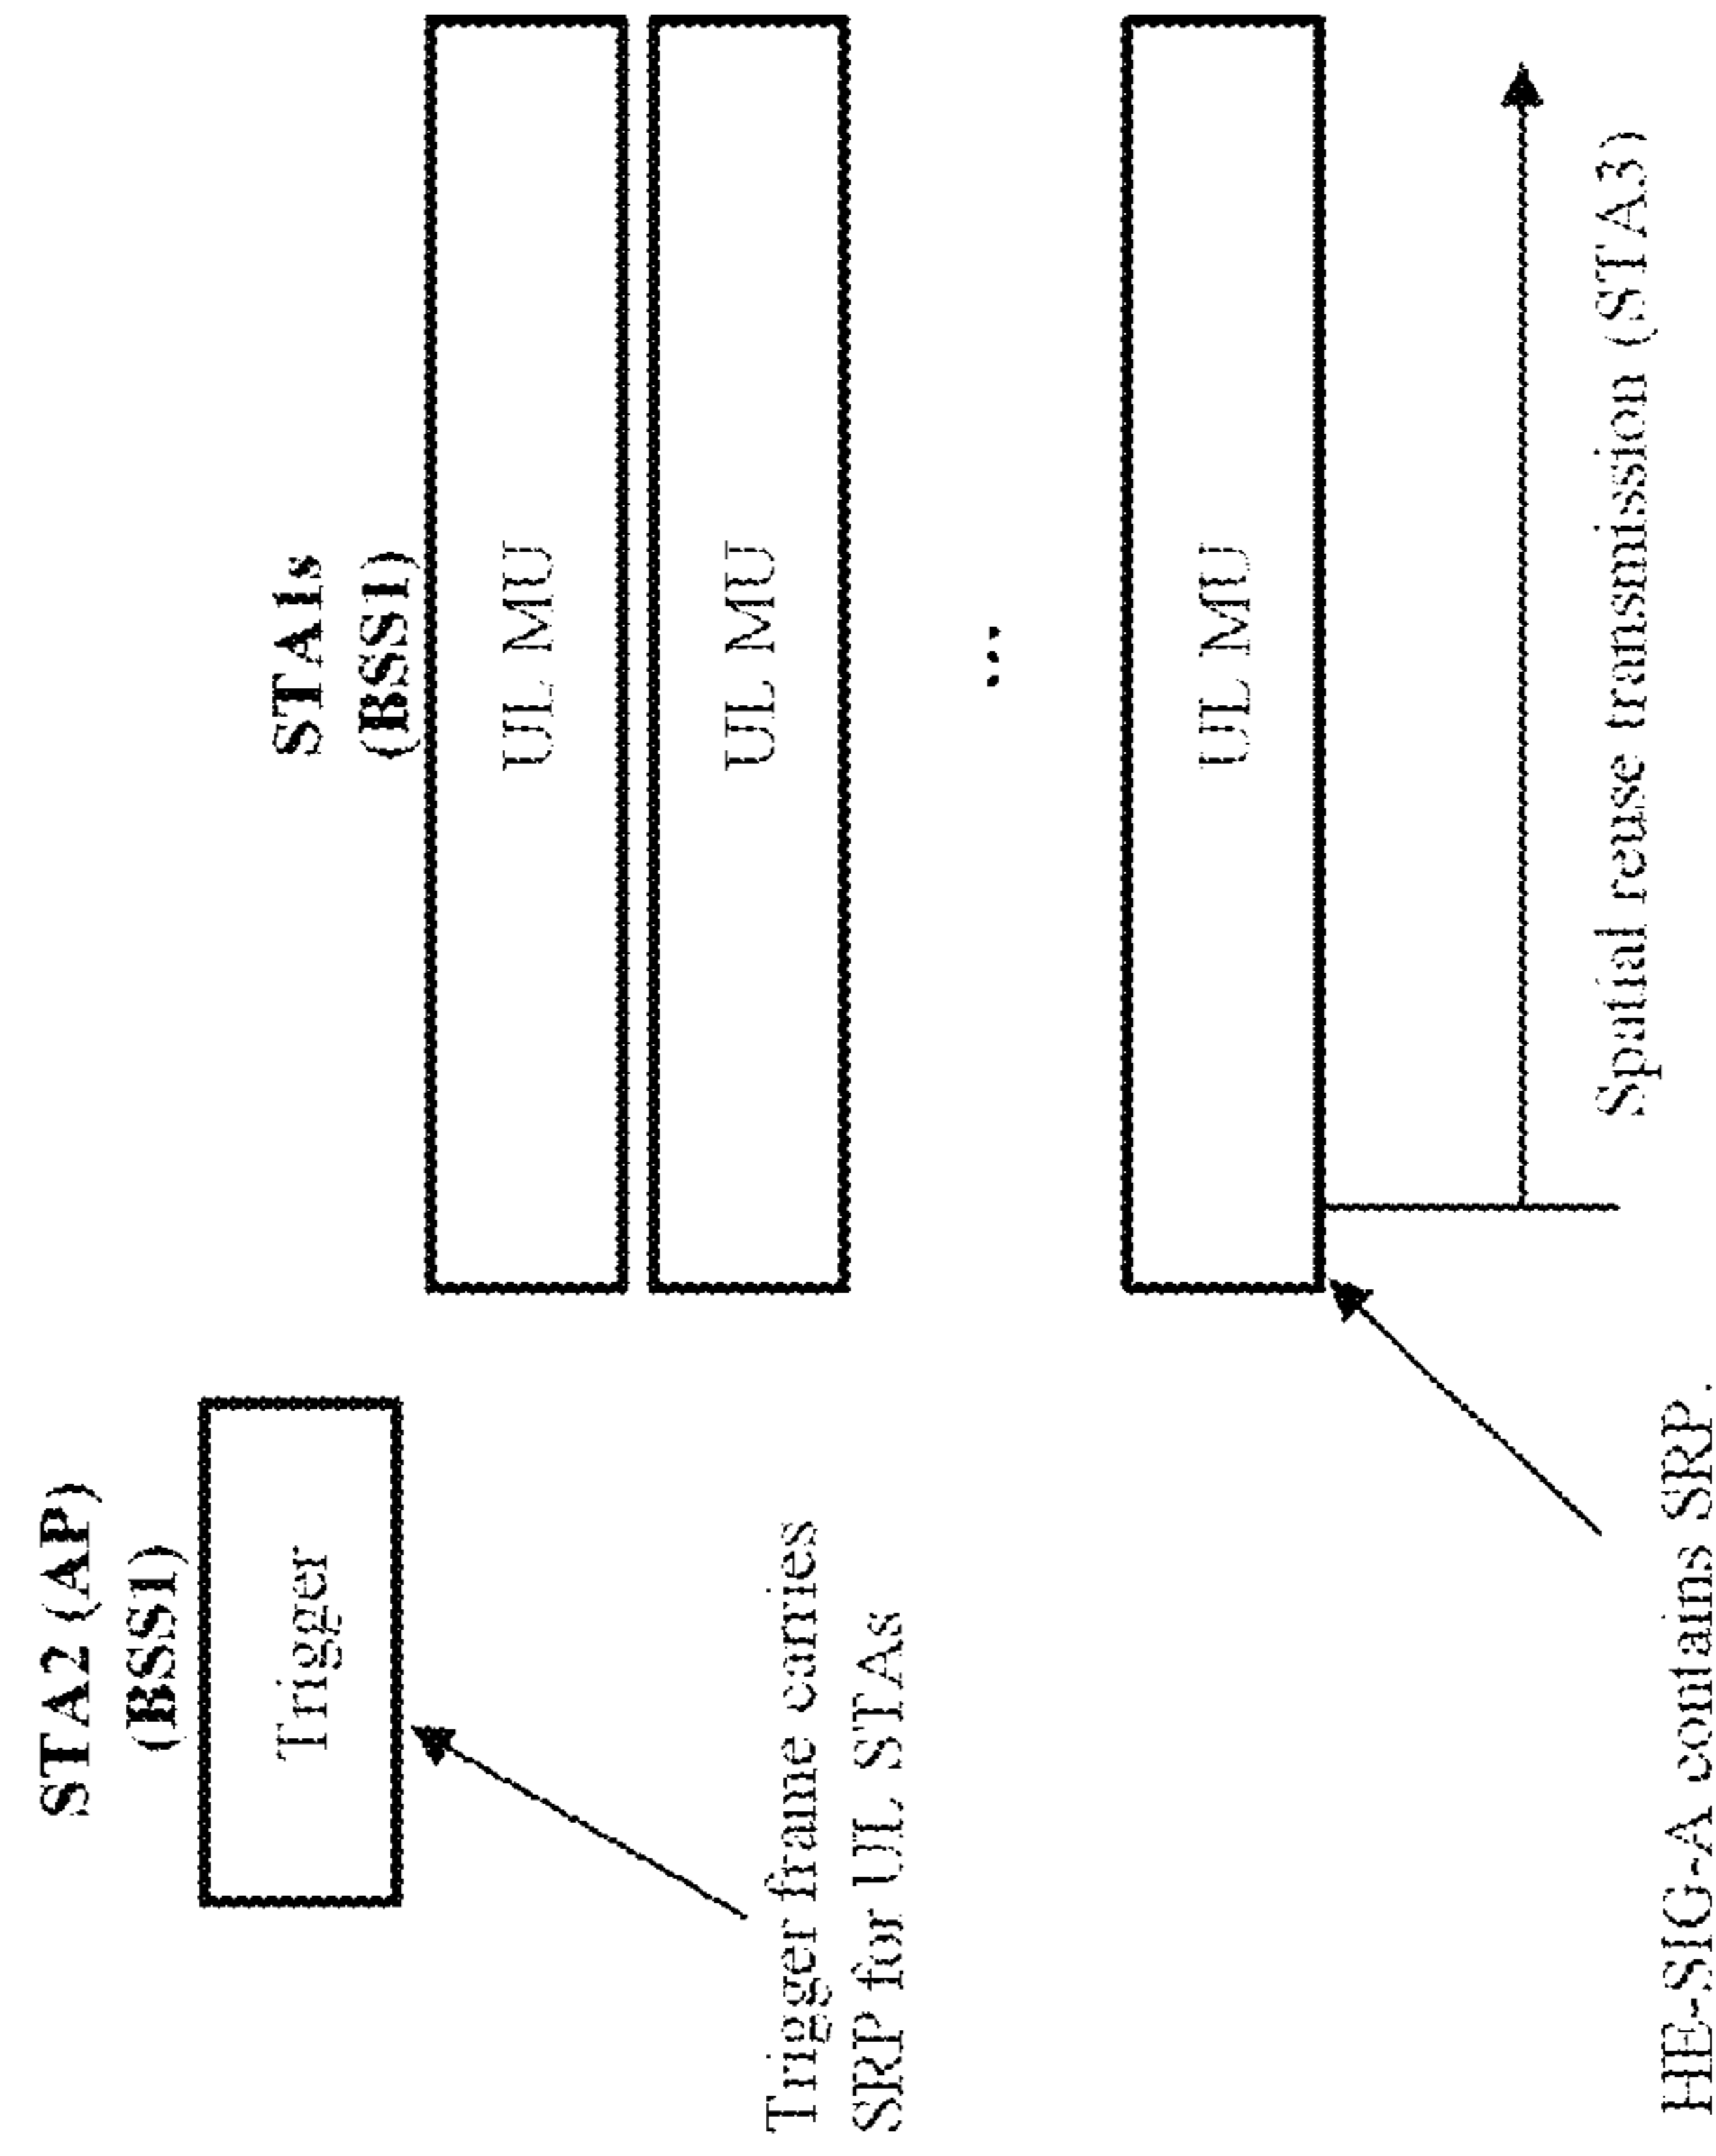 STA2 (AP)
(BSS1)
Trigger
Trigger frame carries
SRP for UL STAs
STA1s
(BSS1)
UL MU
UL MU
...
UL MU
Spatial reuse transmission (STA3)
HE-SIG-A contains SRP.